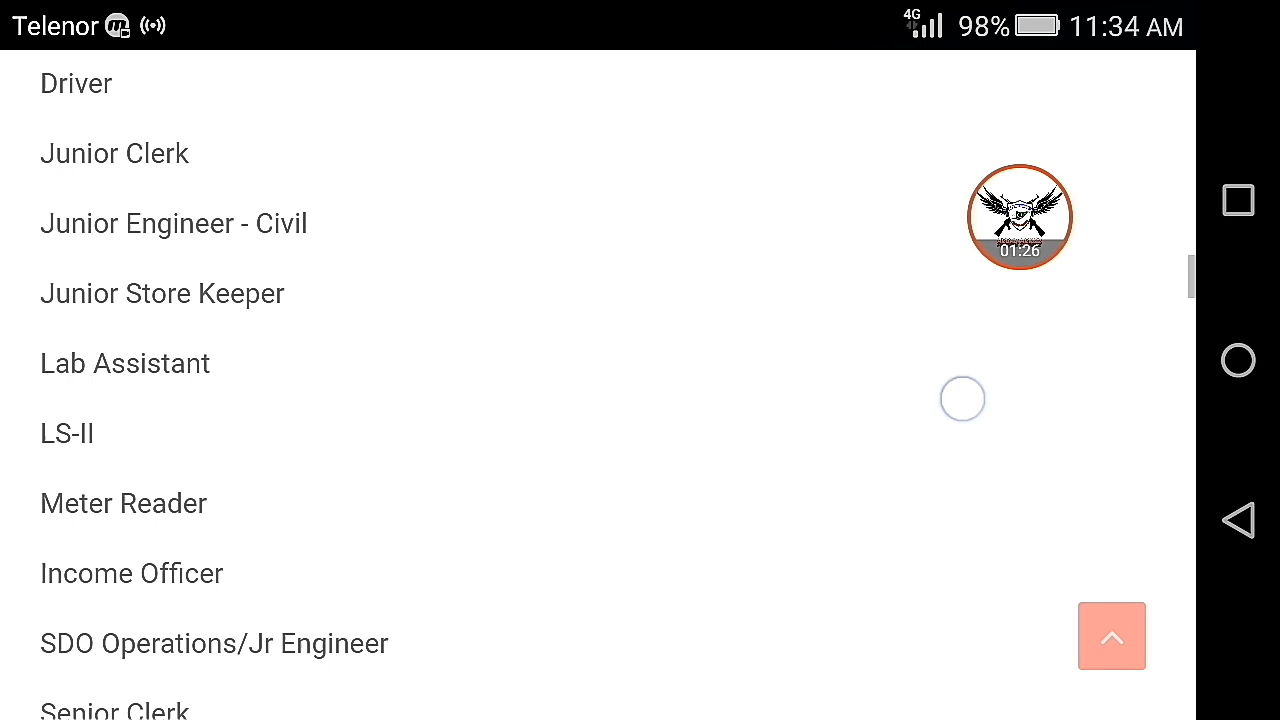 Telenor 4G 98% 11:34 AM
Driver
Junior Clerk
01:26
Junior Engineer - Civil
Junior Store Keeper
Lab Assistant
LS-II
Meter Reader
Income Officer
SDO Operations/Jr Engineer
Senior Clerk